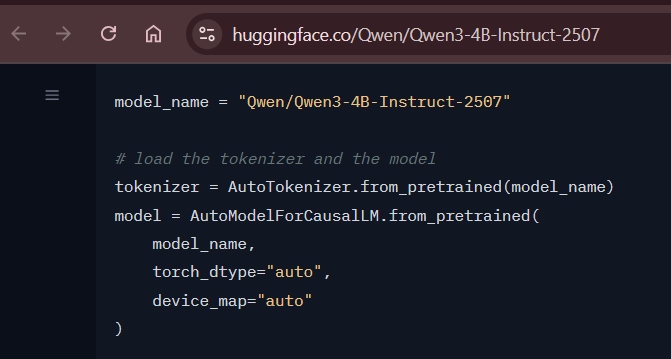 huggingface.co/Qwen/Qwen3-4B-Instruct-2507
model_name = "Qwen/Qwen3-4B-Instruct-2507"
# load the tokenizer and the model
tokenizer = AutoTokenizer.from_pretrained(model_name)
model = AutoModelForCausalLM.from_pretrained(
    model_name,
    torch_dtype="auto",
    device_map="auto"
)